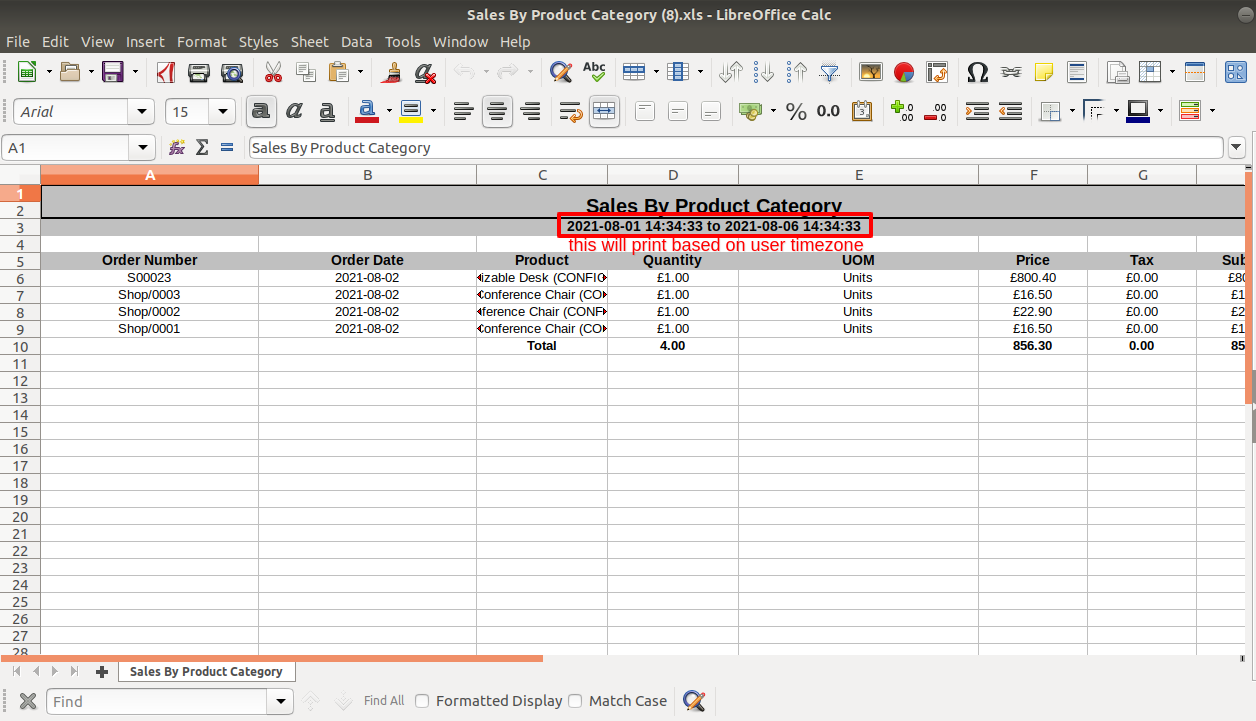 Sales By Product Category (8).xls - LibreOffice Calc
File Edit View Insert Format Styles Sheet Data Tools Window Help
Abc
Arial 15 a a a a % 0.0 .00 .00
A1 fx Σ = Sales By Product Category
A B C D E F G
1 Sales By Product Category
2
3 2021-08-01 14:34:33 to 2021-08-06 14:34:33
4 this will print based on user timezone
5 Order Number Order Date Product Quantity UOM Price Tax Sub
6 S00023 2021-08-02 izable Desk (CONFIG £1.00 Units £800.40 £0.00 £80
7 Shop/0003 2021-08-02 Conference Chair (CO £1.00 Units £16.50 £0.00 £1
8 Shop/0002 2021-08-02 ference Chair (CONF £1.00 Units £22.90 £0.00 £2
9 Shop/0001 2021-08-02 Conference Chair (CO £1.00 Units £16.50 £0.00 £1
10 Total 4.00 856.30 0.00 85
11
12
13
14
15
16
17
18
19
20
21
22
23
24
25
26
27
28
Sales By Product Category
Find Find All Formatted Display Match Case